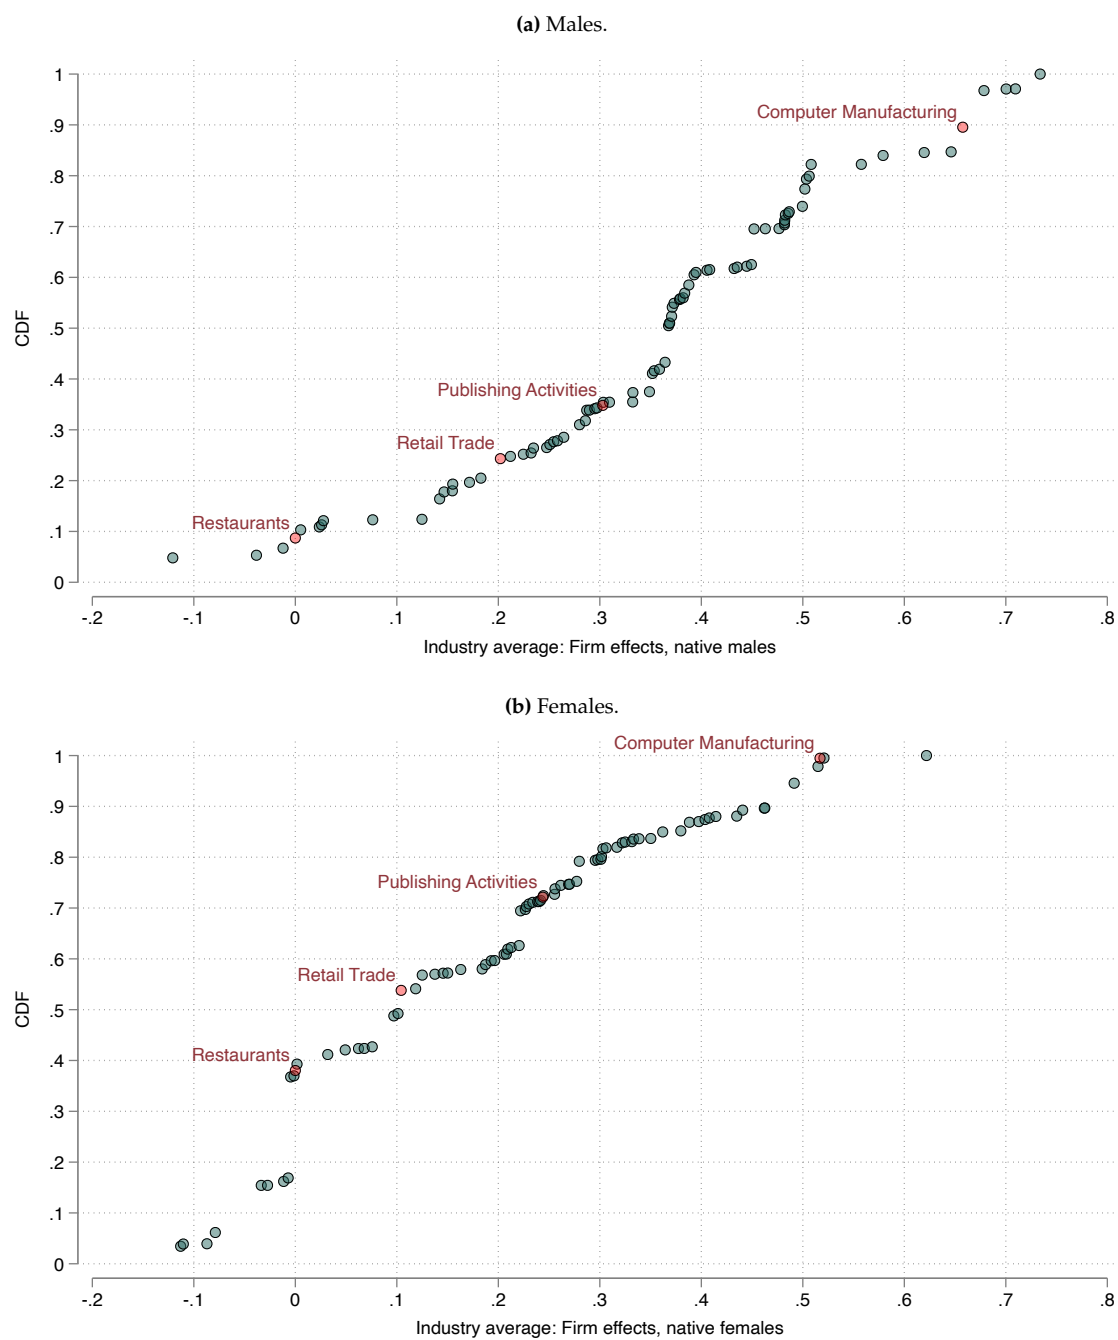 (a) Males.
1
.9
.8
.7
.6
.5
.4
.3
.2
.1
0
CDF
Computer Manufacturing
Publishing Activities
Retail Trade
Restaurants
-.2 -.1 0 .1 .2 .3 .4 .5 .6 .7 .8
Industry average: Firm effects, native males
(b) Females.
1
.9
.8
.7
.6
.5
.4
.3
.2
.1
0
CDF
Computer Manufacturing
Publishing Activities
Retail Trade
Restaurants
-.2 -.1 0 .1 .2 .3 .4 .5 .6 .7 .8
Industry average: Firm effects, native females